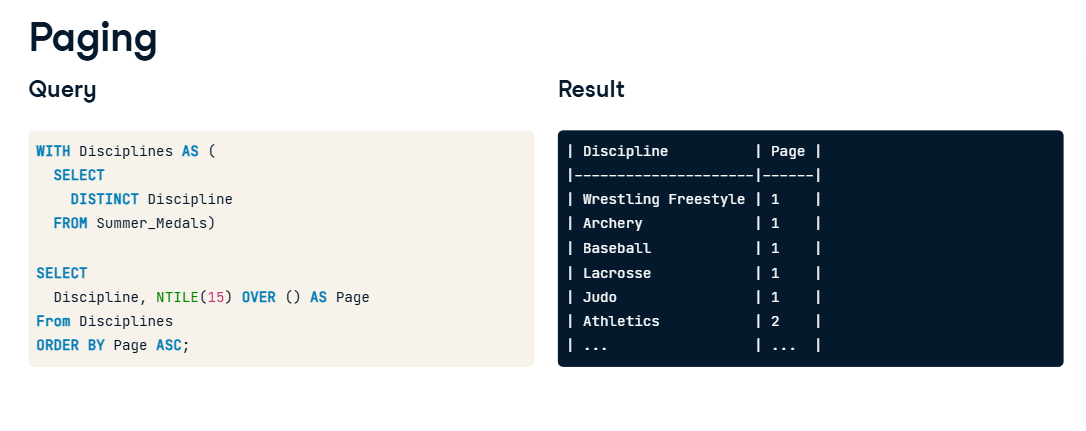 Paging
Query
WITH Disciplines AS (
  SELECT
    DISTINCT Discipline
  FROM Summer_Medals)
SELECT
  Discipline, NTILE(15) OVER () AS Page
From Disciplines
ORDER BY Page ASC;
Result
| Discipline          | Page |
|---------------------|------|
| Wrestling Freestyle | 1    |
| Archery             | 1    |
| Baseball            | 1    |
| Lacrosse            | 1    |
| Judo                | 1    |
| Athletics           | 2    |
| ...                 | ...  |